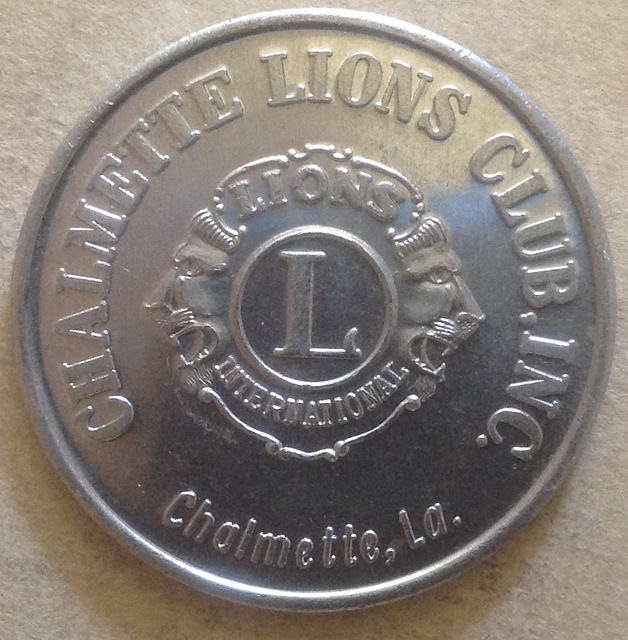 CHALMETTE LIONS CLUB, INC.
LIONS
L
INTERNATIONAL
Chalmette, La.